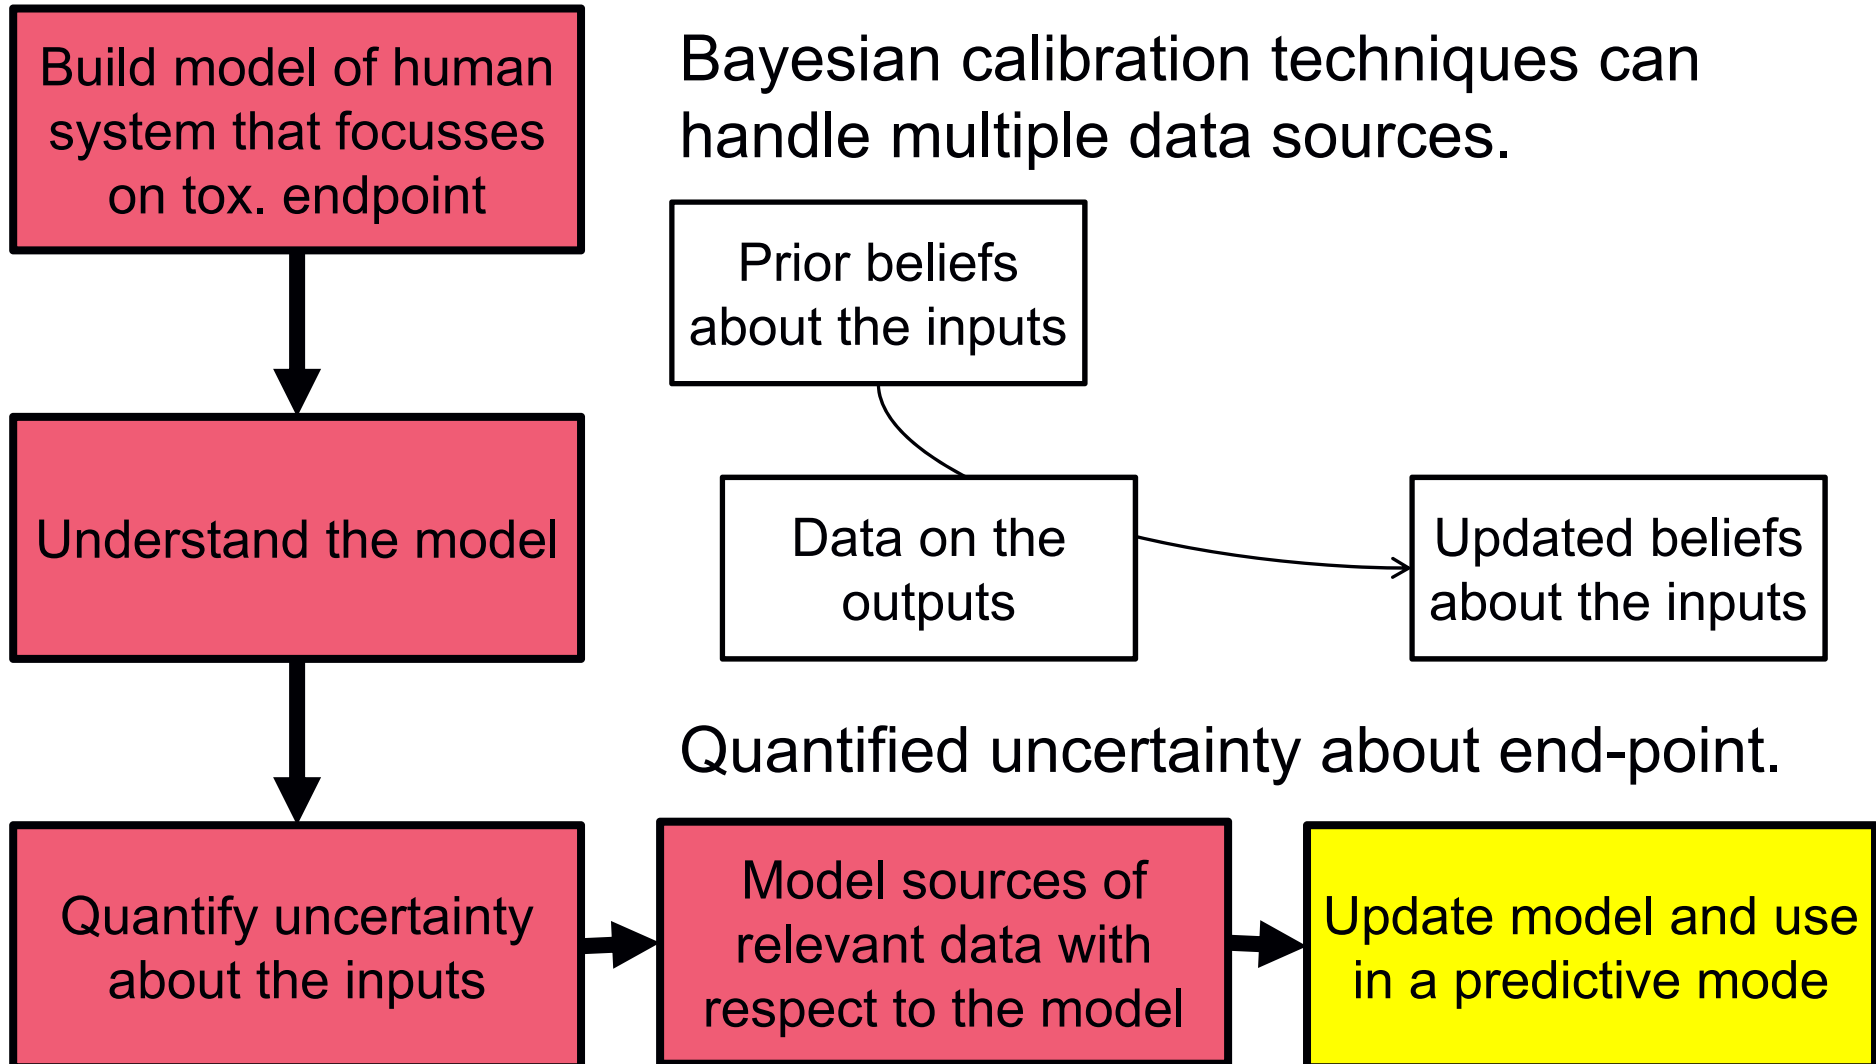 Build model of human
system that focusses
on tox. endpoint
Bayesian calibration techniques can
handle multiple data sources.
Prior beliefs
about the inputs
Understand the model
Data on the
outputs
Updated beliefs
about the inputs
Quantified uncertainty about end-point.
Quantify uncertainty
about the inputs
Model sources of
relevant data with
respect to the model
Update model and use
in a predictive mode